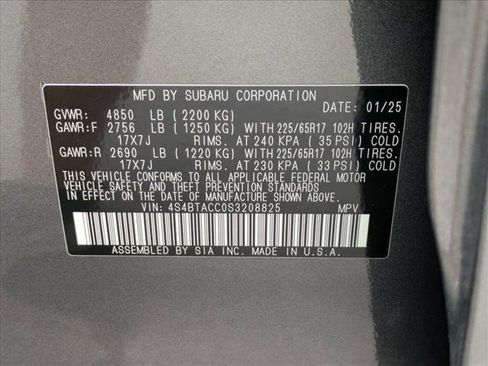 MFD BY SUBARU CORPORATION
DATE: 01/25
GVWR: 4850 LB (2200 KG)
GAWR:F 2756 LB (1250 KG) WITH 225/65R17 102H TIRES.
17X7J RIMS. AT 240 KPA (35 PSI) COLD
GAWR:R 2690 LB (1220 KG) WITH 225/65R17 102H TIRES.
17X7J RIMS. AT 230 KPA (33 PSI) COLD
THIS VEHICLE CONFORMS TO ALL APPLICABLE FEDERAL MOTOR
VEHICLE SAFETY AND THEFT PREVENTION STANDARDS
IN EFFECT ON THE DATE OF MANUFACTURE SHOWN ABOVE.
VIN: 4S4BTACC0S3208825 MPV
ASSEMBLED BY SIA INC. MADE IN U.S.A.